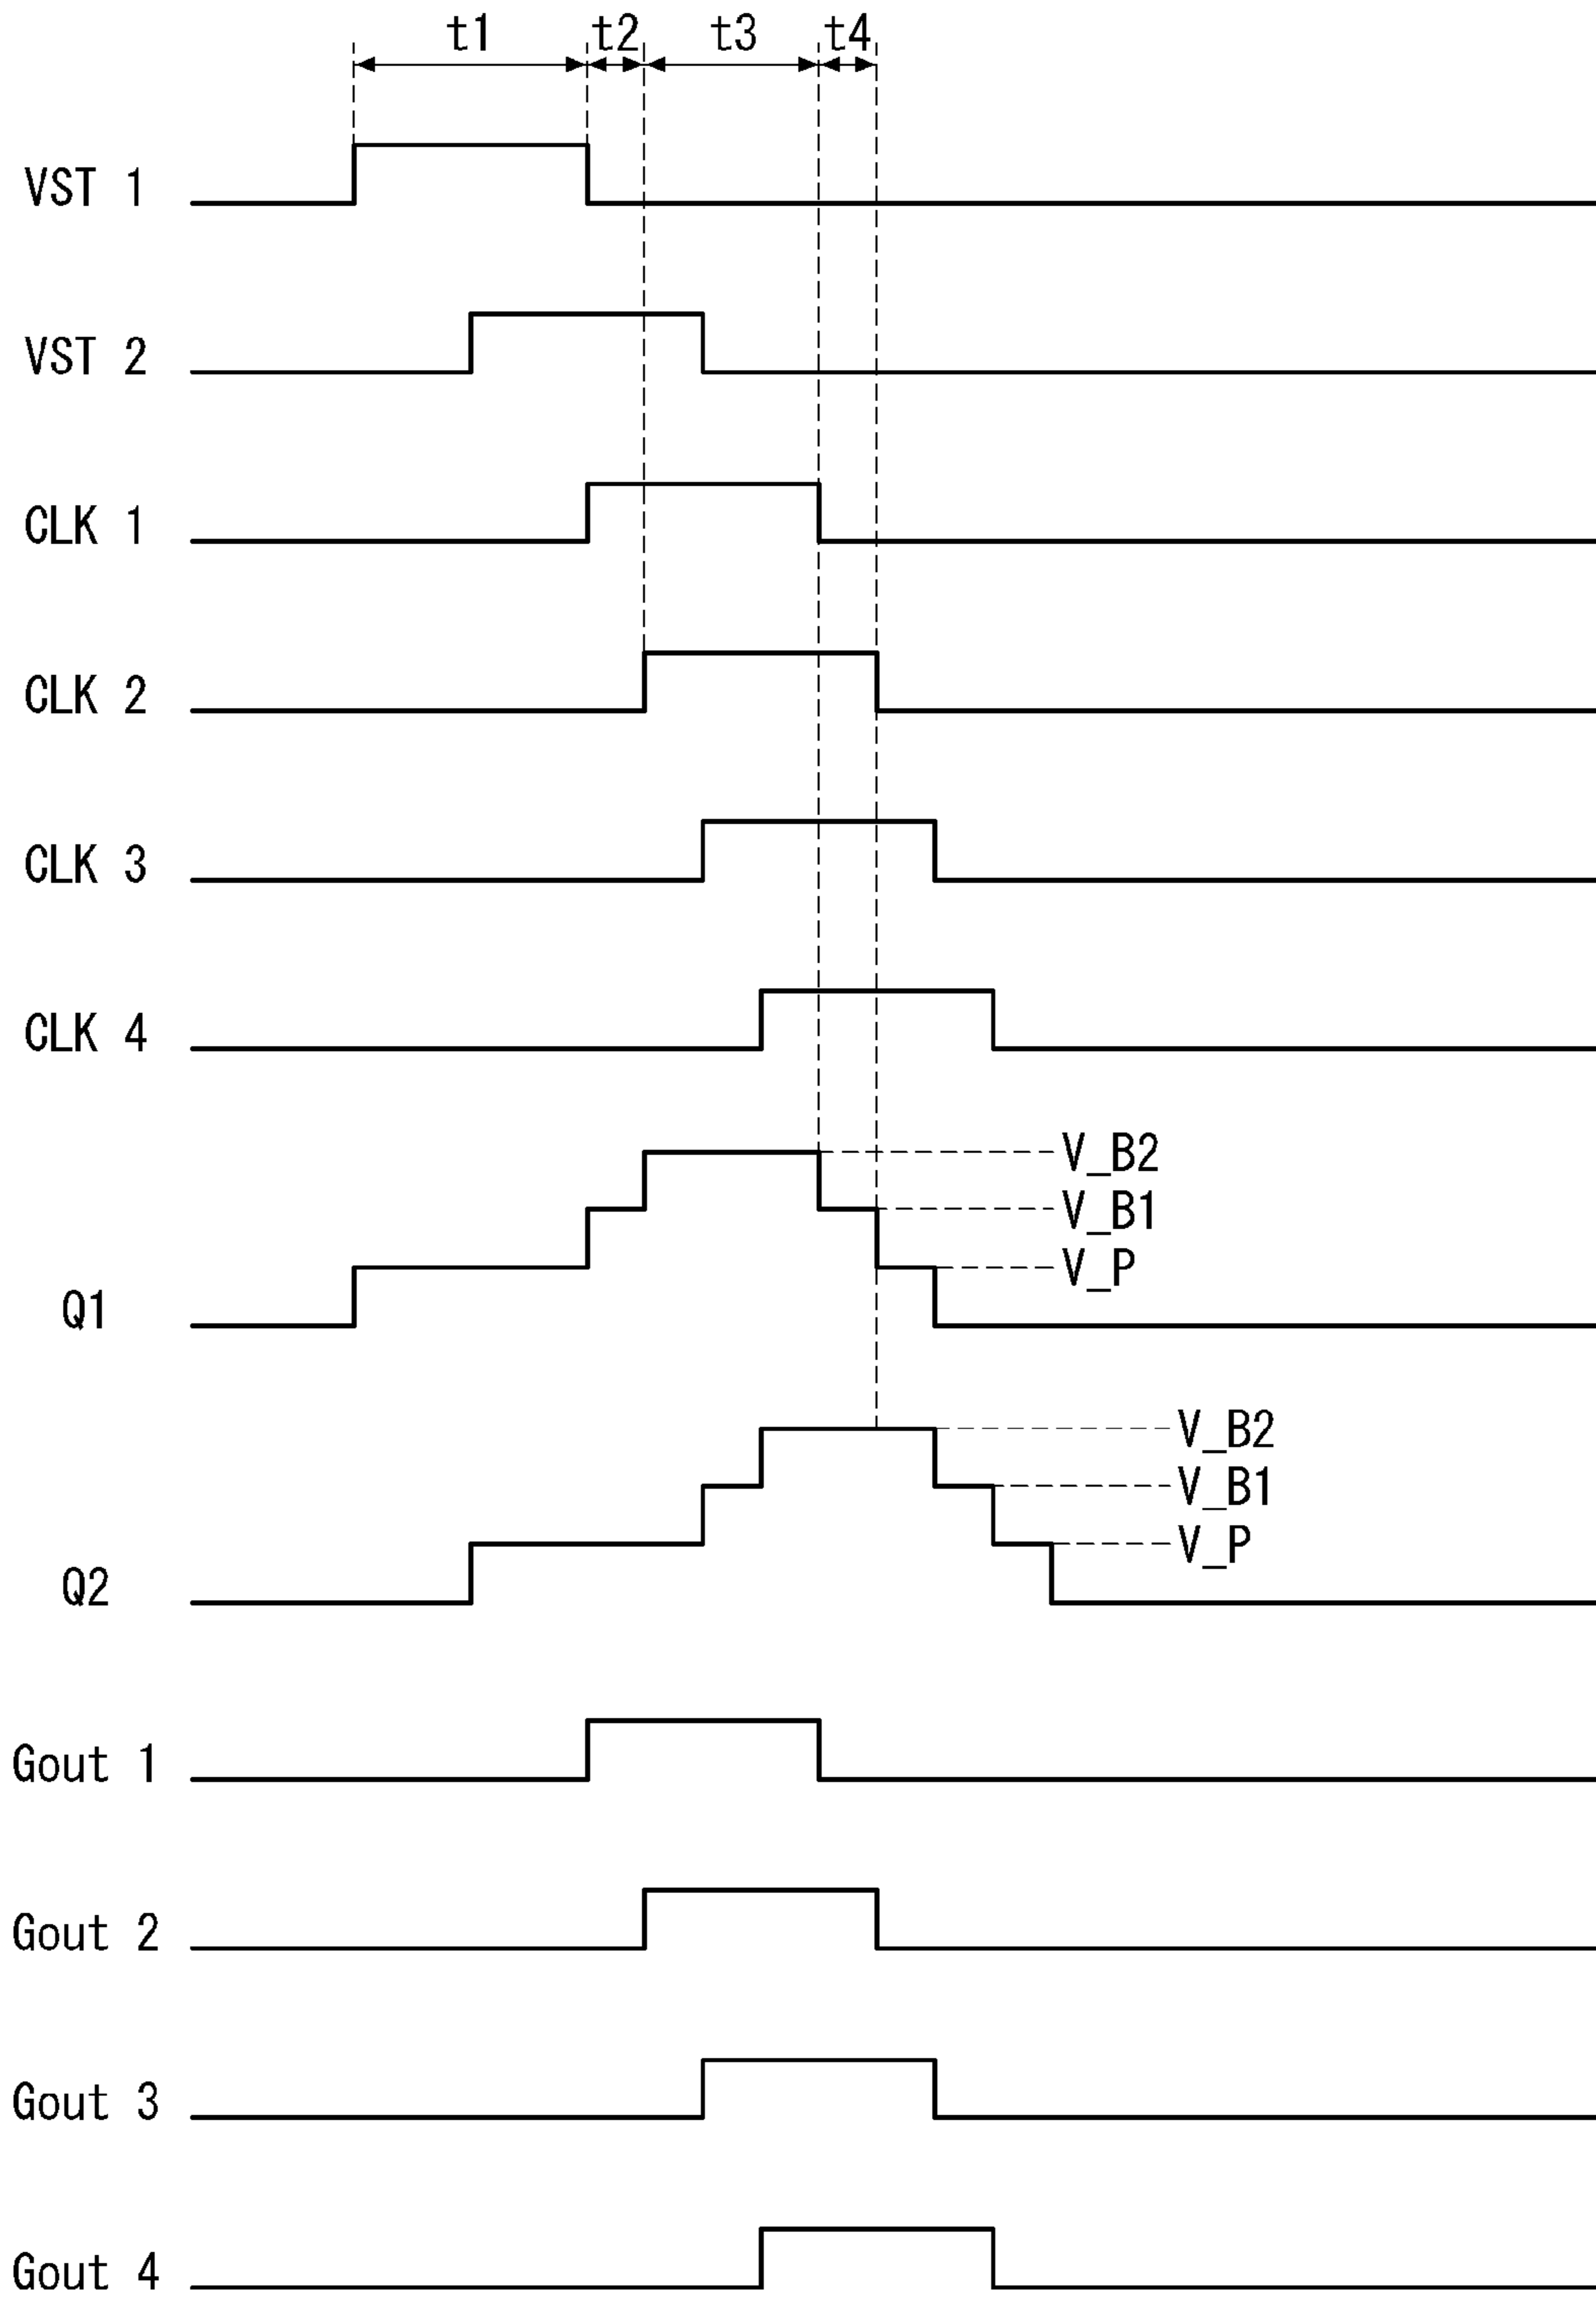 t1 t2 t3 t4
VST 1
VST 2
CLK 1
CLK 2
CLK 3
CLK 4
V_B2
V_B1
V_P
Q1
V_B2
V_B1
V_P
Q2
Gout 1
Gout 2
Gout 3
Gout 4